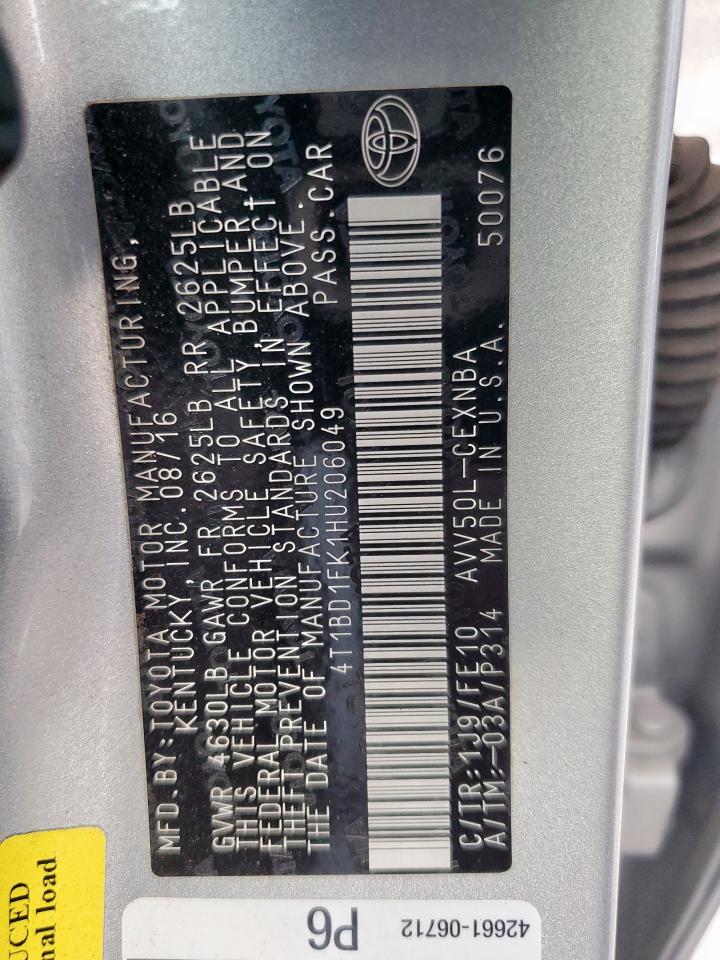 MFD. BY: TOYOTA MOTOR MANUFACTURING,
KENTUCKY, INC. 08/16
GVWR 4630LB GAWR FR 2625LB RR 2625LB
THIS VEHICLE CONFORMS TO ALL APPLICABLE
FEDERAL MOTOR VEHICLE SAFETY, BUMPER AND
THEFT PREVENTION STANDARDS IN EFFECT ON
THE DATE OF MANUFACTURE SHOWN ABOVE.
4T1BD1FK1HU206049 PASS.CAR
C/TR:1J9/FE10 AVV50L-CEXNBA 50076
A/TM:-03A/P314 MADE IN U.S.A.
UCED
nal load
P6
42661-06712